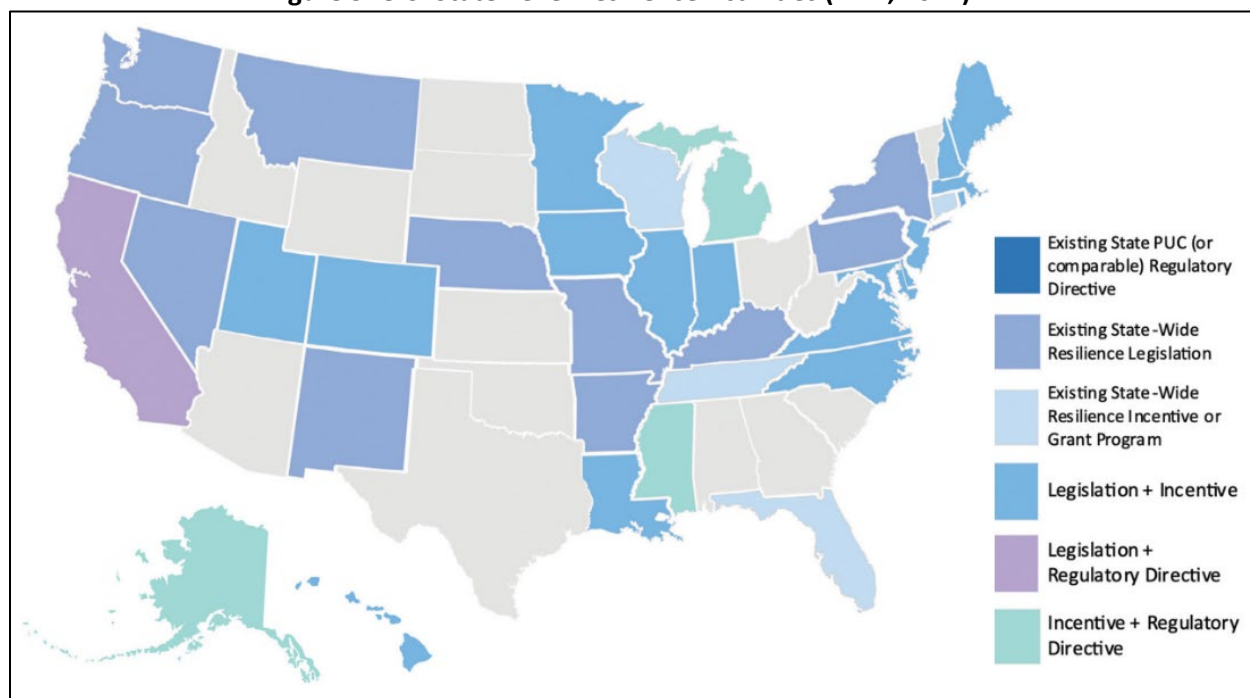 Existing State PUC (or
comparable) Regulatory
Directive
Existing State-Wide
Resilience Legislation
Existing State-Wide
Resilience Incentive or
Grant Program
Legislation + Incentive
Legislation +
Regulatory Directive
Incentive + Regulatory
Directive